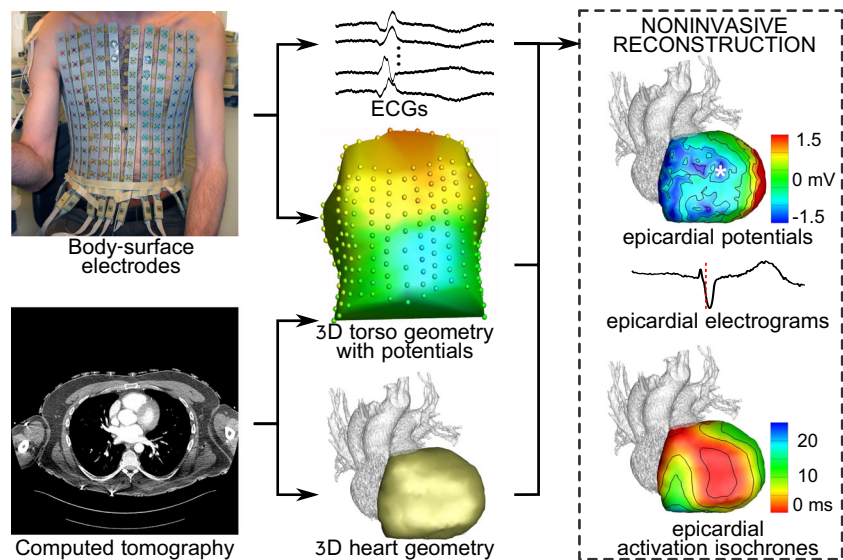 Body-surface
electrodes
Computed tomography
ECGs
3D torso geometry
with potentials
3D heart geometry
NONINVASIVE
RECONSTRUCTION
1.5
0 mV
-1.5
*
epicardial potentials
epicardial electrograms
20
10
0 ms
epicardial
activation isochrones